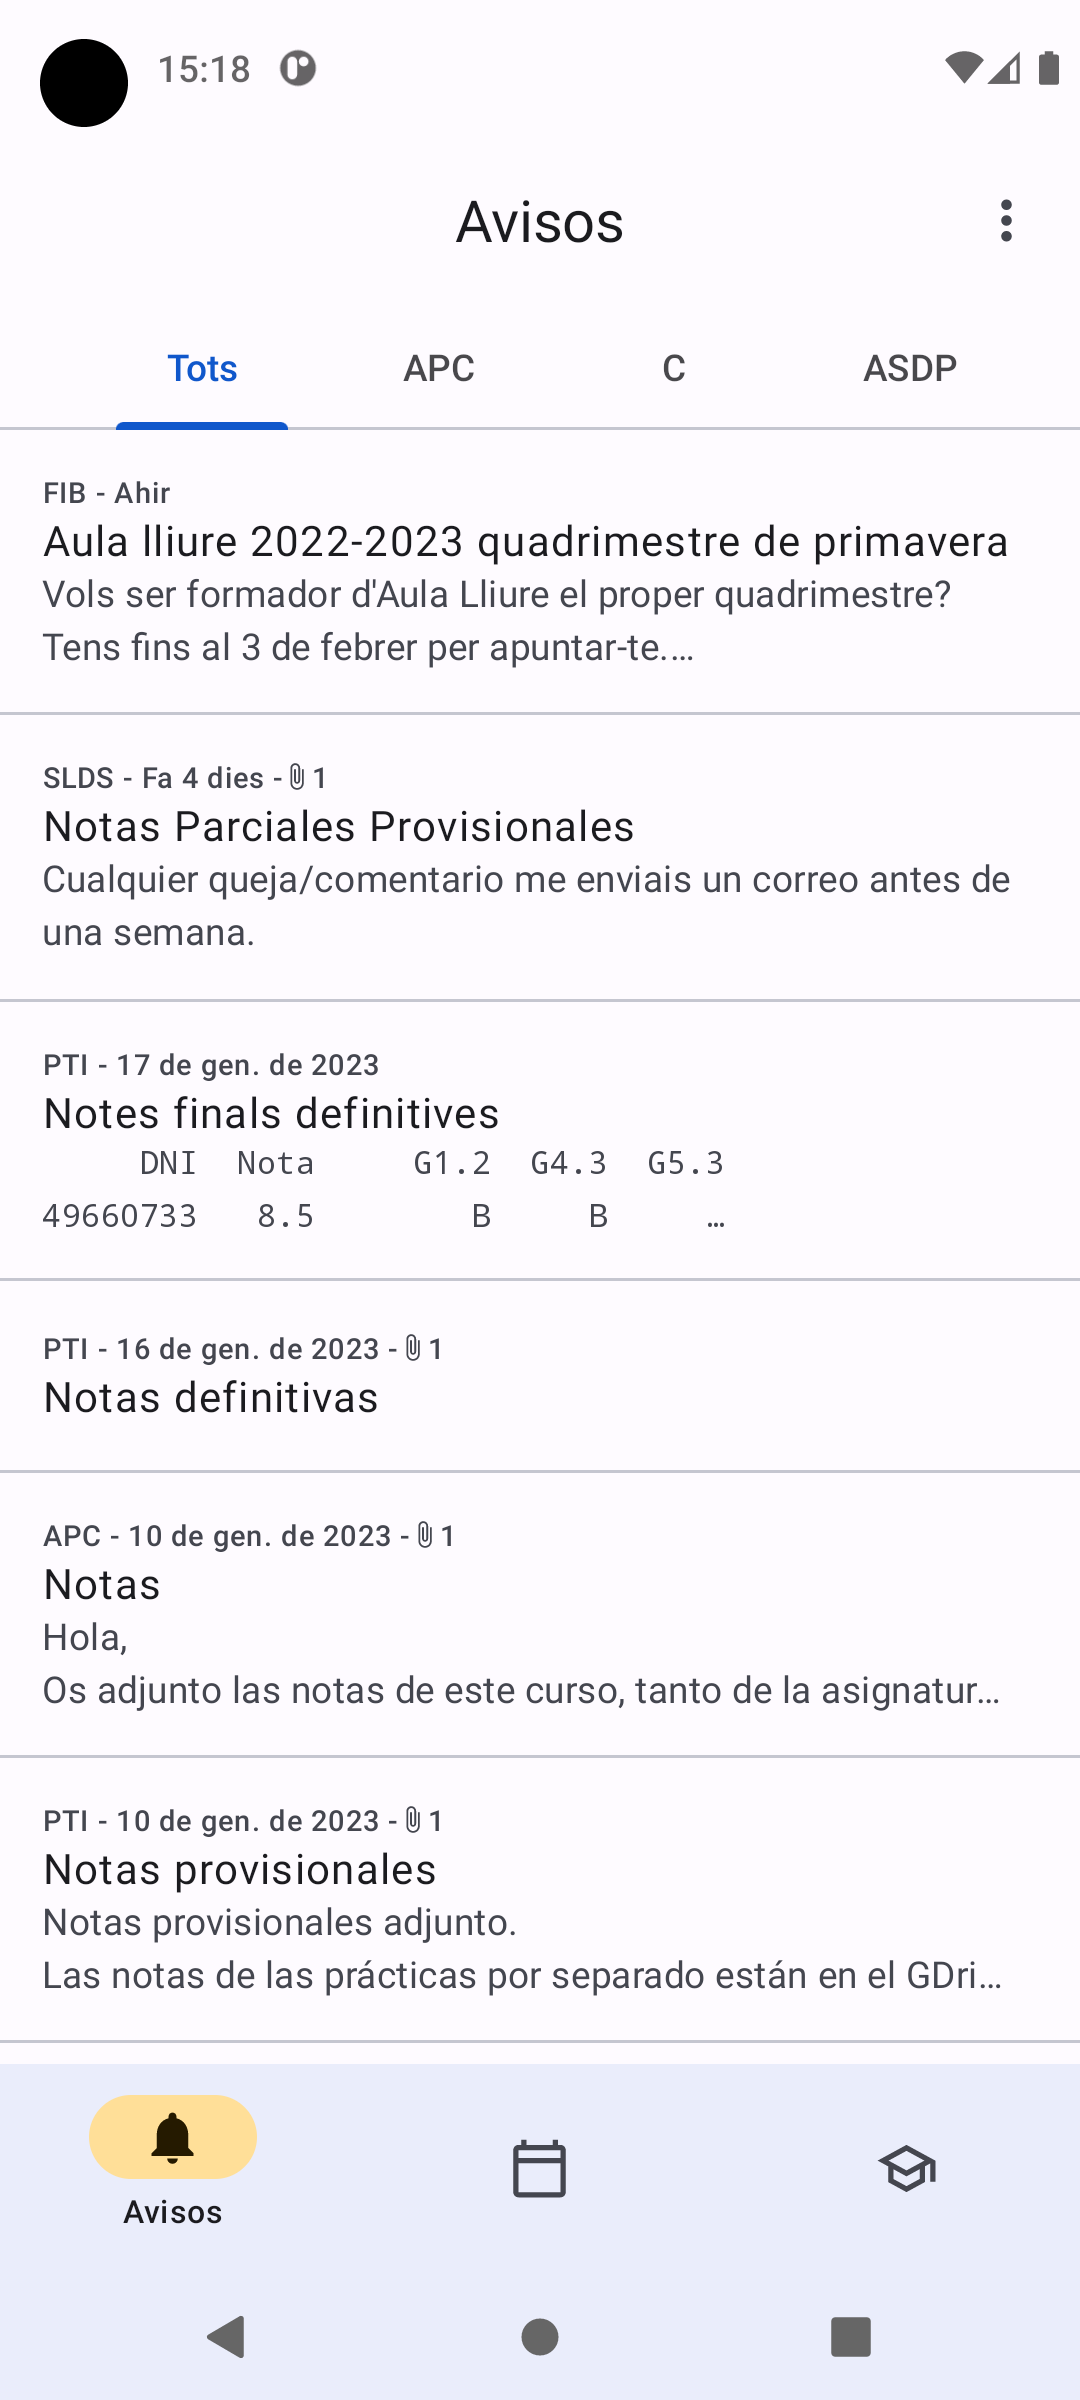 15:18
Avisos
Tots APC C ASDP
FIB - Ahir
Aula lliure 2022-2023 quadrimestre de primavera
Vols ser formador d'Aula Lliure el proper quadrimestre?
Tens fins al 3 de febrer per apuntar-te.…
SLDS - Fa 4 dies - 1
Notas Parciales Provisionales
Cualquier queja/comentario me enviais un correo antes de
una semana.
PTI - 17 de gen. de 2023
Notes finals definitives
DNI Nota G1.2 G4.3 G5.3
49660733 8.5 B B …
PTI - 16 de gen. de 2023 - 1
Notas definitivas
APC - 10 de gen. de 2023 - 1
Notas
Hola,
Os adjunto las notas de este curso, tanto de la asignatur…
PTI - 10 de gen. de 2023 - 1
Notas provisionales
Notas provisionales adjunto.
Las notas de las prácticas por separado están en el GDri…
Avisos